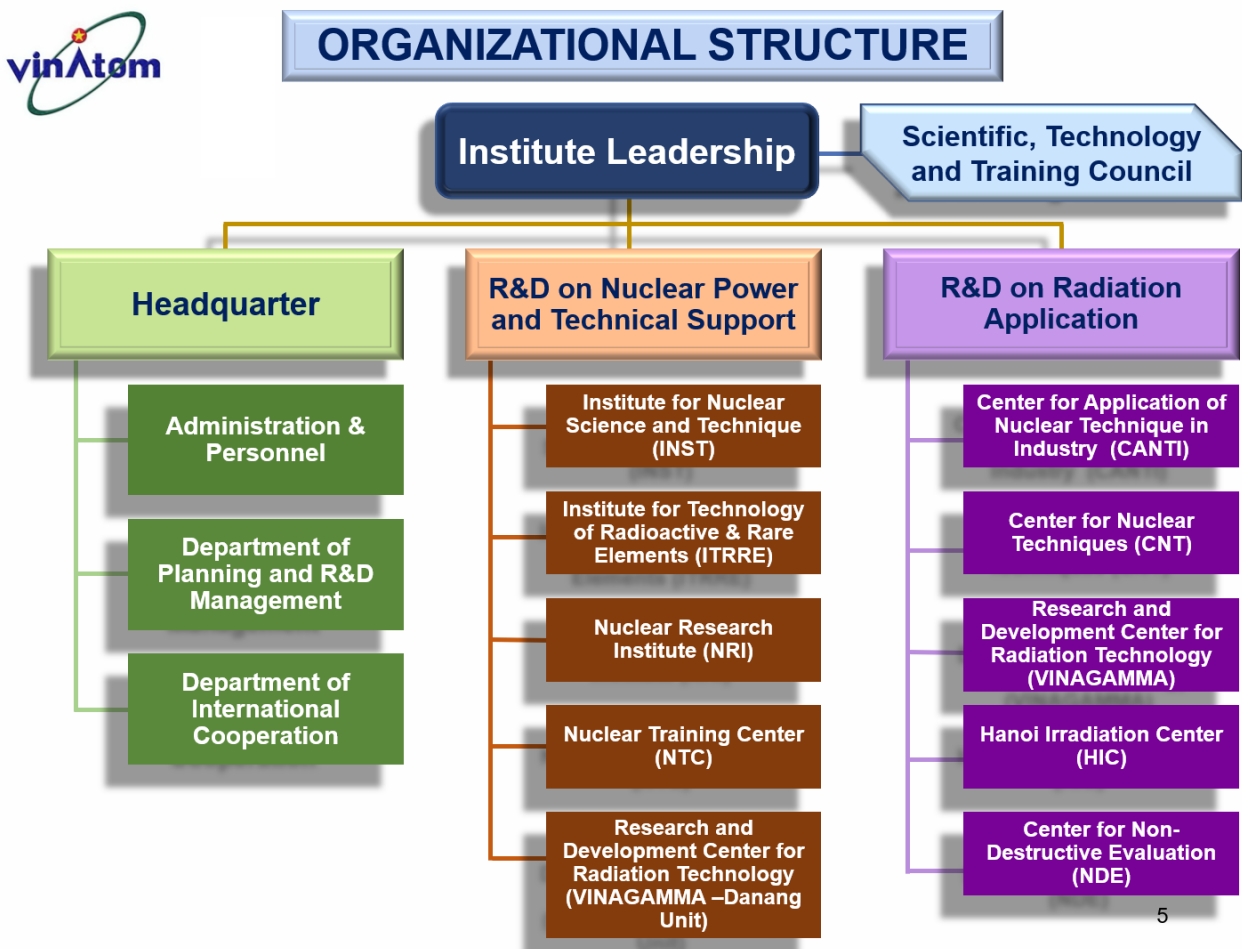 vinAtom
ORGANIZATIONAL STRUCTURE
Institute Leadership
Scientific, Technology
and Training Council
Headquarter
Administration &
Personnel
Department of
Planning and R&D
Management
Department of
International
Cooperation
R&D on Nuclear Power
and Technical Support
Institute for Nuclear
Science and Technique
(INST)
Institute for Technology
of Radioactive & Rare
Elements (ITRRE)
Nuclear Research
Institute (NRI)
Nuclear Training Center
(NTC)
Research and
Development Center for
Radiation Technology
(VINAGAMMA –Danang
Unit)
R&D on Radiation
Application
Center for Application of
Nuclear Technique in
Industry (CANTI)
Center for Nuclear
Techniques (CNT)
Research and
Development Center for
Radiation Technology
(VINAGAMMA)
Hanoi Irradiation Center
(HIC)
Center for Non-
Destructive Evaluation
(NDE)
5